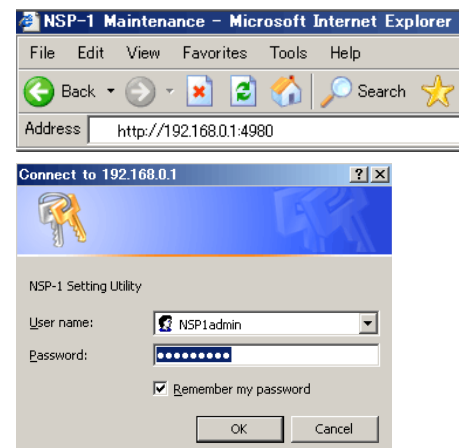 NSP-1 Maintenance - Microsoft Internet Explorer
File Edit View Favorites Tools Help
Back Search
Address http://192.168.0.1:4980
Connect to 192.168.0.1
NSP-1 Setting Utility
User name: NSP1admin
Password: ●●●●●●●●●
Remember my password
OK Cancel